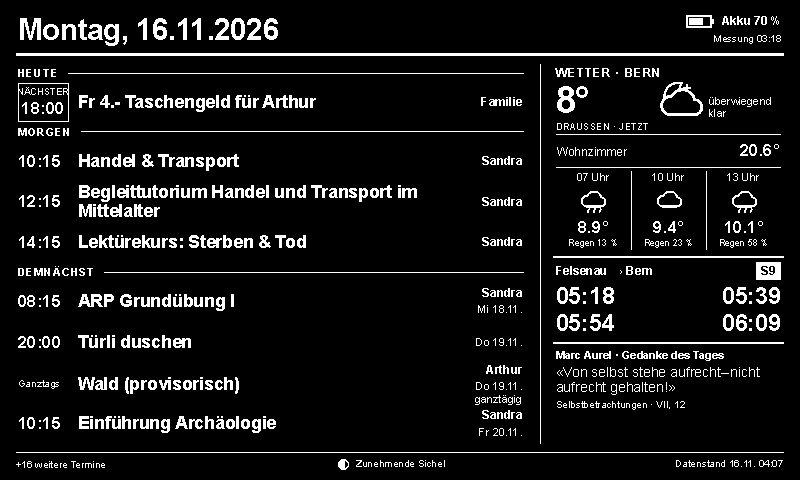 Montag, 16.11.2026
Akku 70 %
Messung 03:18
HEUTE
NÄCHSTER
18:00
Fr 4.- Taschengeld für Arthur
Familie
MORGEN
10:15 Handel & Transport Sandra
12:15 Begleittutorium Handel und Transport im
Mittelalter
Sandra
14:15 Lektürekurs: Sterben & Tod Sandra
DEMNÄCHST
08:15 ARP Grundübung I Sandra
Mi 18.11.
20:00 Türli duschen Do 19.11.
Ganztags Wald (provisorisch) Arthur
Do 19.11.
ganztägig
10:15 Einführung Archäologie Sandra
Fr 20.11.
WETTER · BERN
8°
überwiegend
klar
DRAUSSEN · JETZT
Wohnzimmer 20.6°
07 Uhr 10 Uhr 13 Uhr
8.9° 9.4° 10.1°
Regen 13 % Regen 23 % Regen 58 %
Felsenau › Bern S9
05:18 05:39
05:54 06:09
Marc Aurel · Gedanke des Tages
«Von selbst stehe aufrecht–nicht
aufrecht gehalten!»
Selbstbetrachtungen · VII, 12
+16 weitere Termine
Zunehmende Sichel
Datenstand 16.11. 04:07